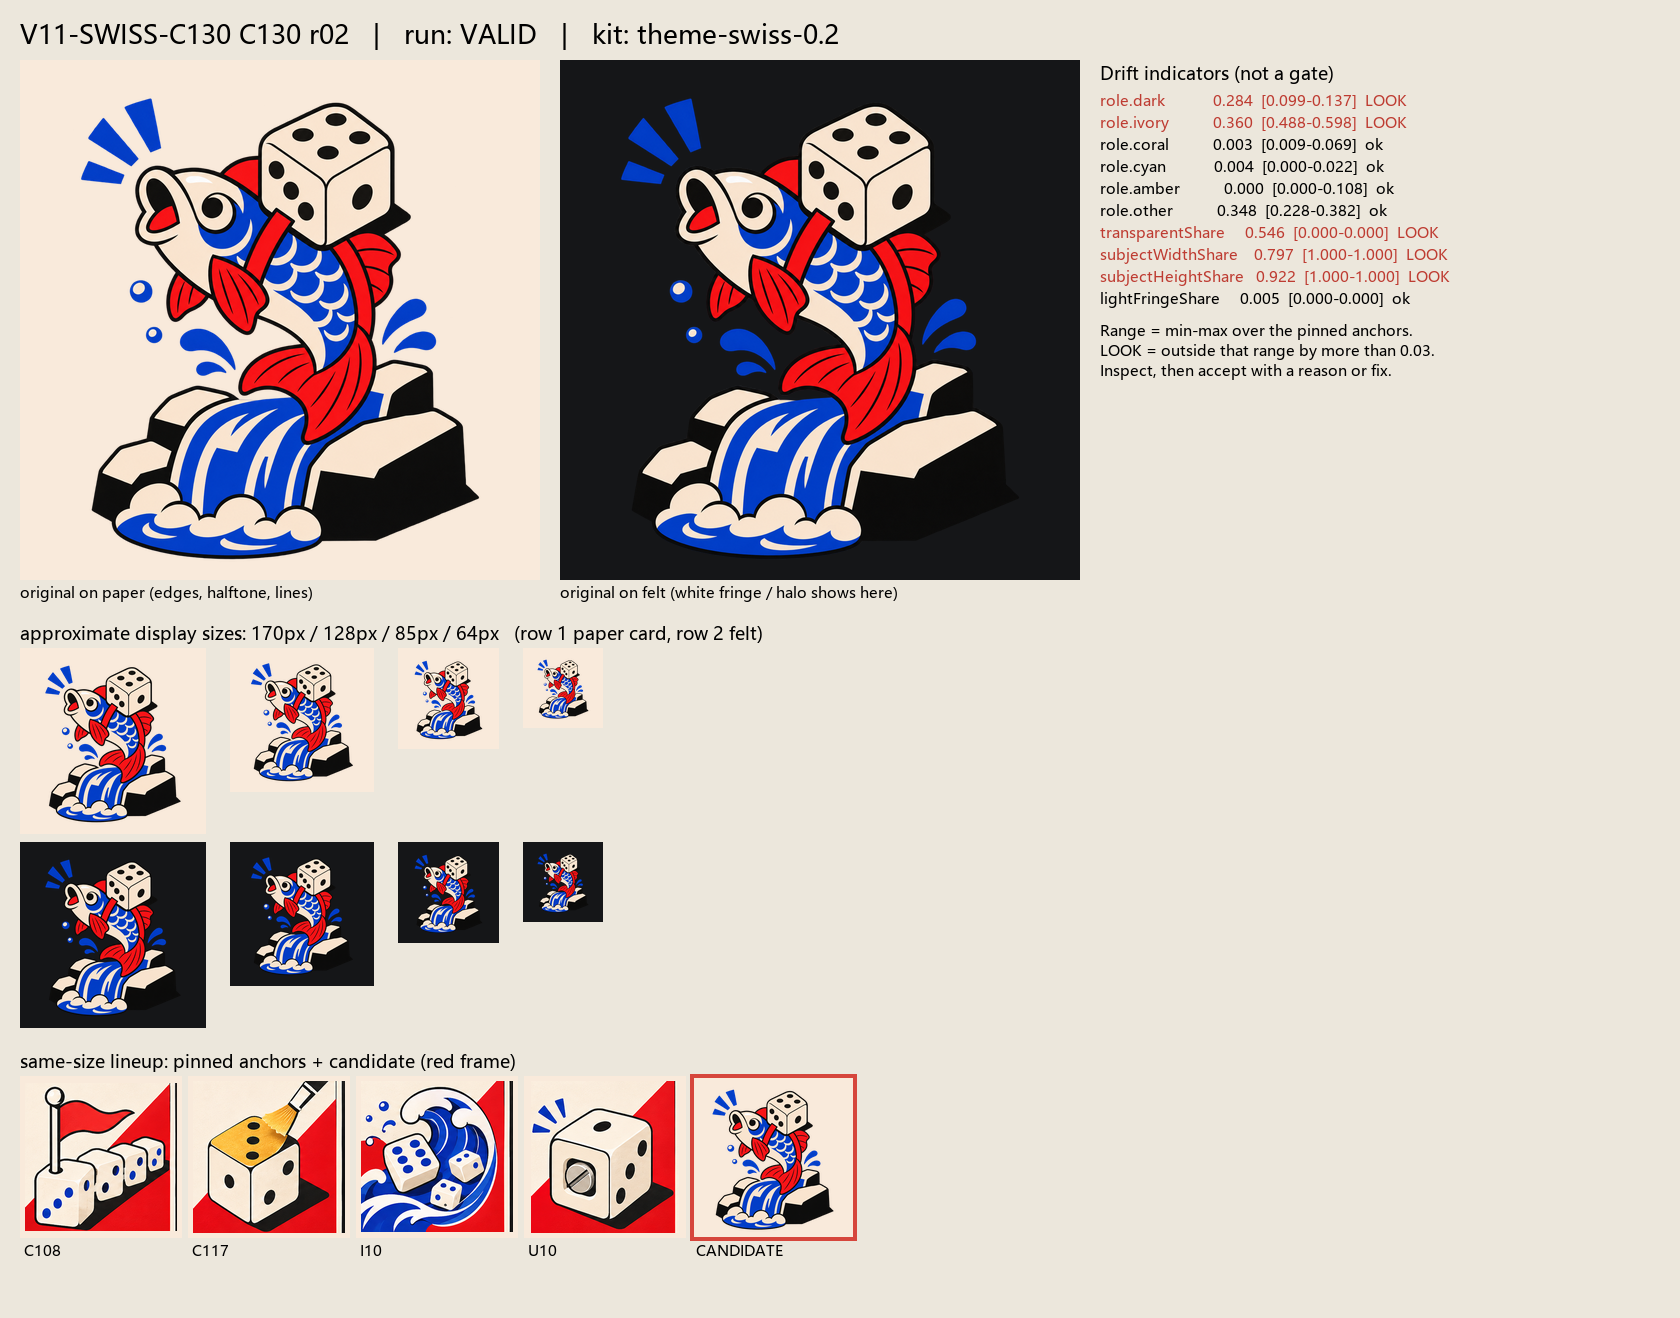 V11-SWISS-C130 C130 r02 | run: VALID | kit: theme-swiss-0.2
Drift indicators (not a gate)
role.dark 0.284 [0.099-0.137] LOOK
role.ivory 0.360 [0.488-0.598] LOOK
role.coral 0.003 [0.009-0.069] ok
role.cyan 0.004 [0.000-0.022] ok
role.amber 0.000 [0.000-0.108] ok
role.other 0.348 [0.228-0.382] ok
transparentShare 0.546 [0.000-0.000] LOOK
subjectWidthShare 0.797 [1.000-1.000] LOOK
subjectHeightShare 0.922 [1.000-1.000] LOOK
lightFringeShare 0.005 [0.000-0.000] ok
Range = min-max over the pinned anchors.
LOOK = outside that range by more than 0.03.
Inspect, then accept with a reason or fix.
original on paper (edges, halftone, lines)
original on felt (white fringe / halo shows here)
approximate display sizes: 170px / 128px / 85px / 64px (row 1 paper card, row 2 felt)
same-size lineup: pinned anchors + candidate (red frame)
C108
C117
I10
U10
CANDIDATE